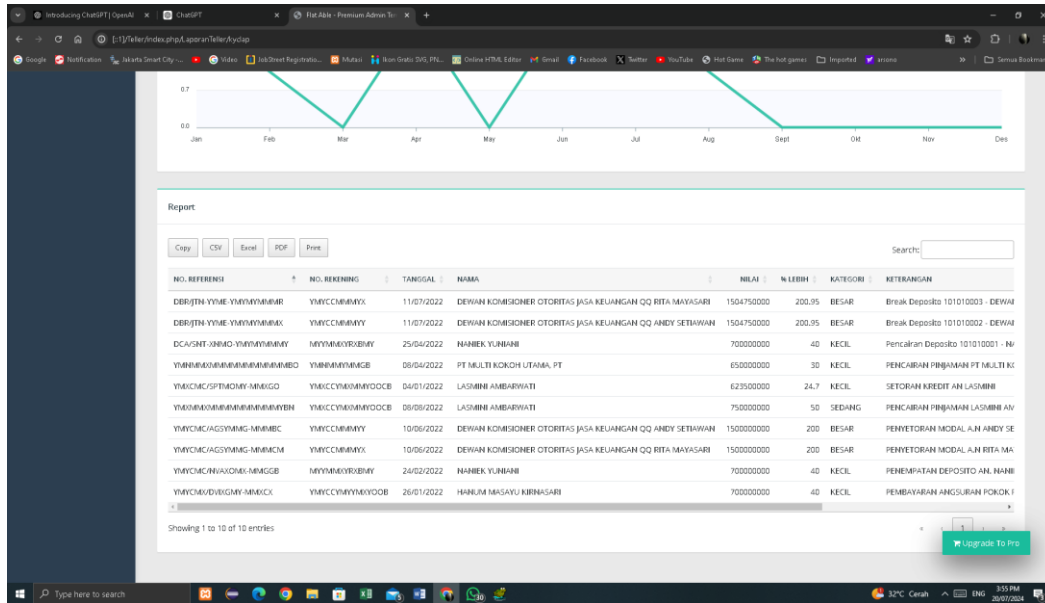 Introducing ChatGPT | OpenAI ChatGPT Flat Able - Premium Admin Te
[::1]/Teller/index.php/LaporanTeller/kyclap
Google Notification Jakarta Smart City -... Video JobStreet Registratio... Mutasi Ikon Gratis SVG, PN... Online HTML Editor Gmail Facebook Twitter YouTube Hot Game The hot games Imported arsono Semua Bookmar
0.7
0.0
Jan Feb Mar Apr May Jun Jul Aug Sept Okt Nov Des
Report
Copy CSV Excel PDF Print
Search:
NO. REFERENSI NO. REKENING TANGGAL NAMA NILAI % LEBIH KATEGORI KETERANGAN
DBR/JTN-YYME-YMYMYMMMR YMYCCMMMYX 11/07/2022 DEWAN KOMISIONER OTORITAS JASA KEUANGAN QQ RITA MAYASARI 1504750000 200.95 BESAR Break Deposito 101010003 - DEWAI
DBR/JTN-YYME-YMYMYMMMX YMYCCMMMYY 11/07/2022 DEWAN KOMISIONER OTORITAS JASA KEUANGAN QQ ANDY SETIAWAN 1504750000 200.95 BESAR Break Deposito 101010002 - DEWAI
DCA/SNT-XNMO-YMYMYMMMY MYYMMXYRXBMY 25/04/2022 NANIEK YUNIANI 700000000 40 KECIL Pencairan Deposito 101010001 - N
YMNMMXMMMMMMMMMMMBO YMNMMYMMGB 08/04/2022 PT MULTI KOKOH UTAMA, PT 650000000 30 KECIL PENCAIRAN PINJAMAN PT MULTI K
YMXCMC/SPTMOMY-MMXGO YMXCCYMXMMYOOCB 04/01/2022 LASMINI AMBARWATI 623500000 24.7 KECIL SETORAN KREDIT AN LASMINI
YMXMMXMMMMMMMMMMYBN YMXCCYMXMMYOOCB 08/08/2022 LASMINI AMBARWATI 750000000 50 SEDANG PENCAIRAN PINJAMAN LASMINI AM
YMYCMC/AGSYMMG-MMMBC YMYCCMMMYY 10/06/2022 DEWAN KOMISIONER OTORITAS JASA KEUANGAN QQ ANDY SETIAWAN 1500000000 200 BESAR PENYETORAN MODAL A.N ANDY SE
YMYCMC/AGSYMMG-MMMCM YMYCCMMMYX 10/06/2022 DEWAN KOMISIONER OTORITAS JASA KEUANGAN QQ RITA MAYASARI 1500000000 200 BESAR PENYETORAN MODAL A.N RITA MA
YMYCMC/NVAXOMX-MMGGB MYYMMXYRXBMY 24/02/2022 NANIEK YUNIANI 700000000 40 KECIL PENEMPATAN DEPOSITO AN. NANI
YMYCMX/DVIXGMY-MMXCX YMYCCYMYYMXYOOB 26/01/2022 HANUM MASAYU KIRNASARI 700000000 40 KECIL PEMBAYARAN ANGSURAN POKOK
Showing 1 to 10 of 10 entries
« ‹ 1 › »
Upgrade To Pro
Type here to search 32°C Cerah ENG 3:55 PM
20/07/2024